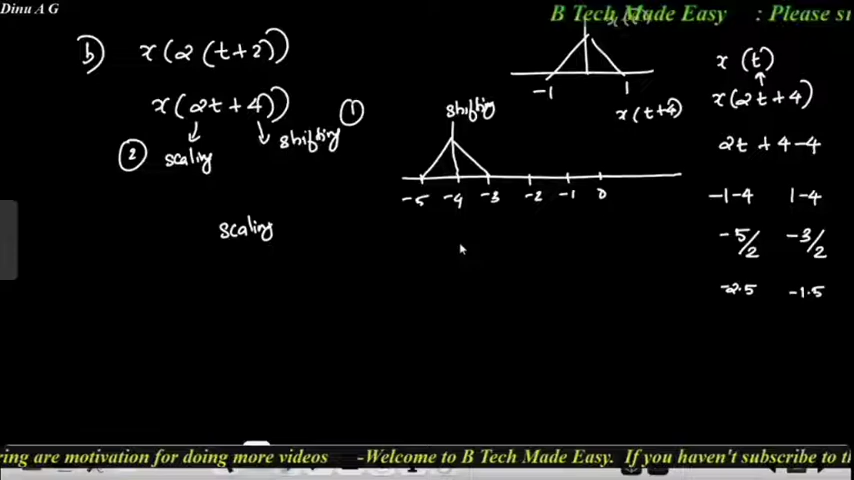 Dinu A G
B Tech Made Easy : Please su
b) x(2(t+2))
x(2t+4)) ①
② scaling
shifting
scaling
-1 1
x(t+4)
shifting
-5 -4 -3 -2 -1 0
x (t)
x(2t+4)
2t + 4-4
-1-4 1-4
-5/2 -3/2
-2.5 -1.5
ring are motivation for doing more videos -Welcome to B Tech Made Easy. If you haven't subscribe to th